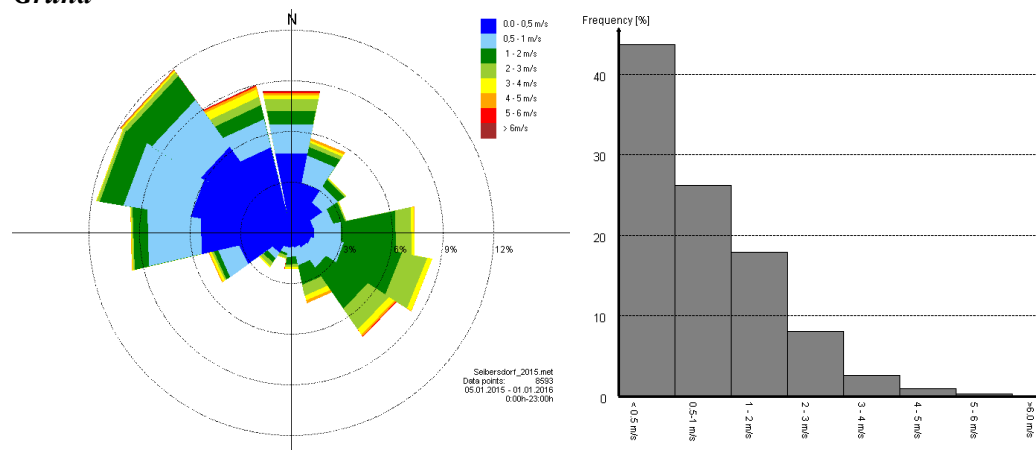 Grund
N
0.0 - 0,5 m/s
0,5 - 1 m/s
1 - 2 m/s
2 - 3 m/s
3 - 4 m/s
4 - 5 m/s
5 - 6 m/s
> 6m/s
3%
6%
9%
12%
Seibersdorf_2015.met
Data points: 8593
05.01.2015 - 01.01.2016
0:00h-23:00h
Frequency [%]
40
30
20
10
0
< 0.5 m/s
0.5-1 m/s
1 - 2 m/s
2 - 3 m/s
3 - 4 m/s
4 - 5 m/s
5 - 6 m/s
>6.0 m/s